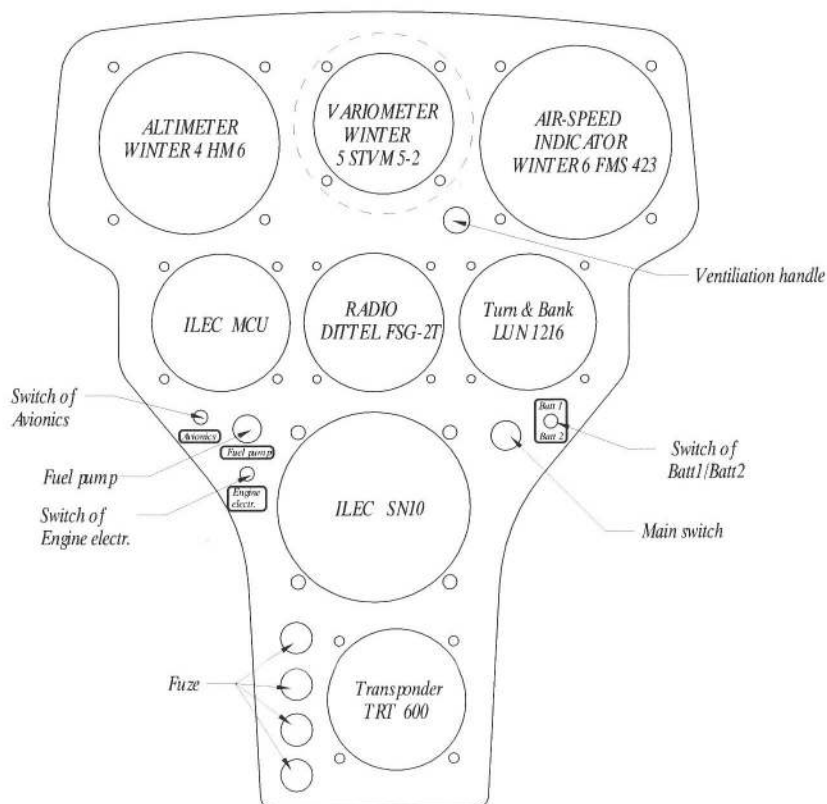 ALTIMETER
WINTER 4 HM 6
VARIOMETER
WINTER
5 STVM 5-2
AIR-SPEED
INDICATOR
WINTER 6 FMS 423
Ventiliation handle
ILEC MCU
RADIO
DITTEL FSG-2T
Turn & Bank
LUN 1216
Switch of
Avionics
Avionics
Fuel pump
Fuel pump
Switch of
Engine electr.
Engine
electr.
ILEC SN10
Batt 1
Batt 2
Switch of
Batt1/Batt2
Main switch
Fuze
Transponder
TRT 600